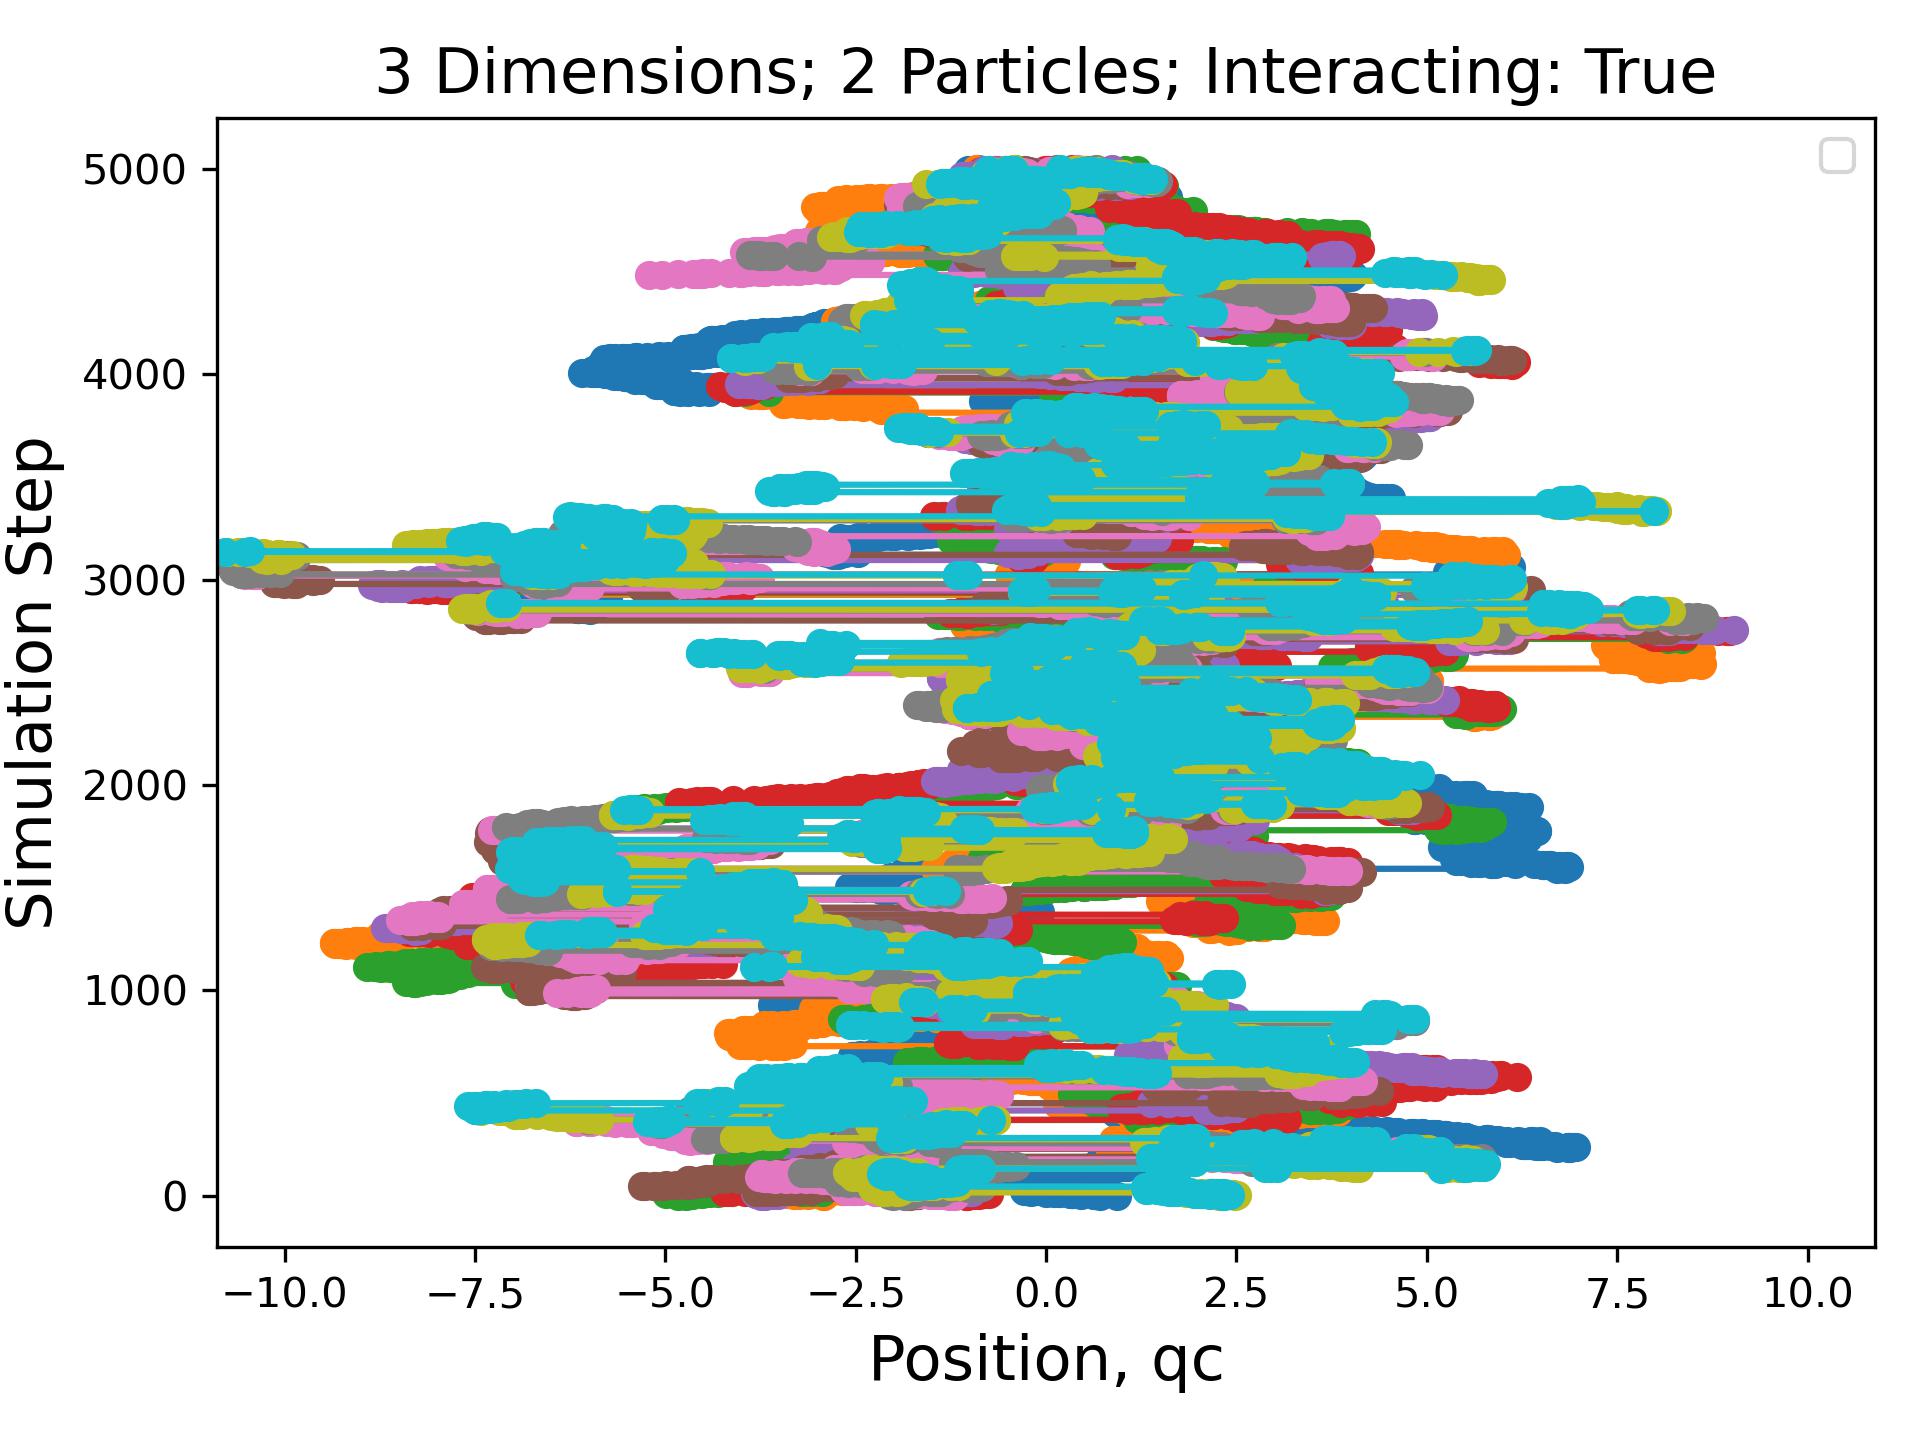 3 Dimensions; 2 Particles; Interacting: True
Simulation Step
5000
4000
3000
2000
1000
0
−10.0 −7.5 −5.0 −2.5 0.0 2.5 5.0 7.5 10.0
Position, qc